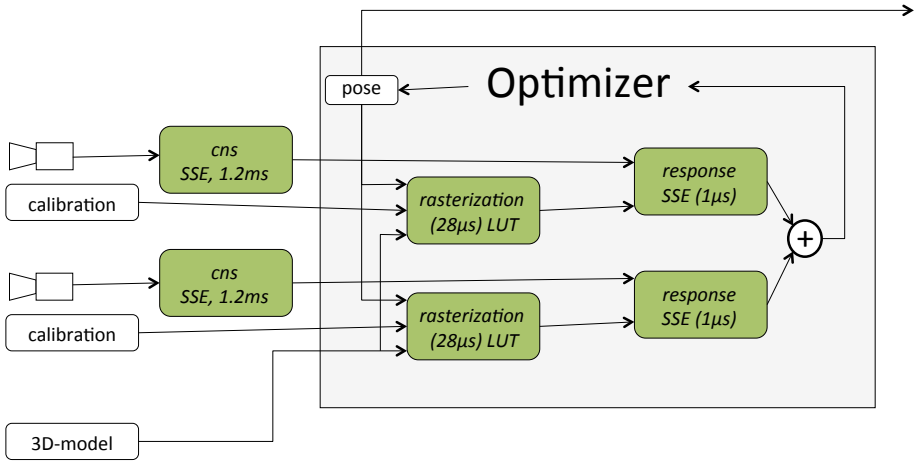 pose
Optimizer
cns
SSE, 1.2ms
response
SSE (1µs)
calibration
rasterization
(28µs) LUT
+
cns
SSE, 1.2ms
response
SSE (1µs)
calibration
rasterization
(28µs) LUT
3D-model